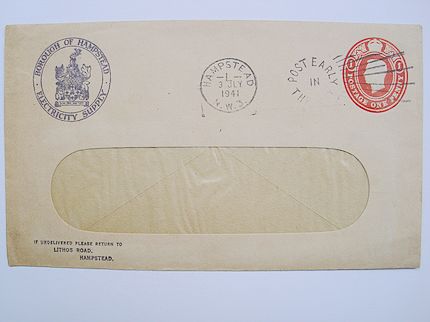 BOROUGH OF HAMPSTEAD
ELECTRICITY SUPPLY
HAMPSTEAD
1
3 JLY
1941
N.W.3.
POST EARLY
IN
POSTAGE ONE PENNY
IF UNDELIVERED PLEASE RETURN TO
LITHOS ROAD,
HAMPSTEAD.